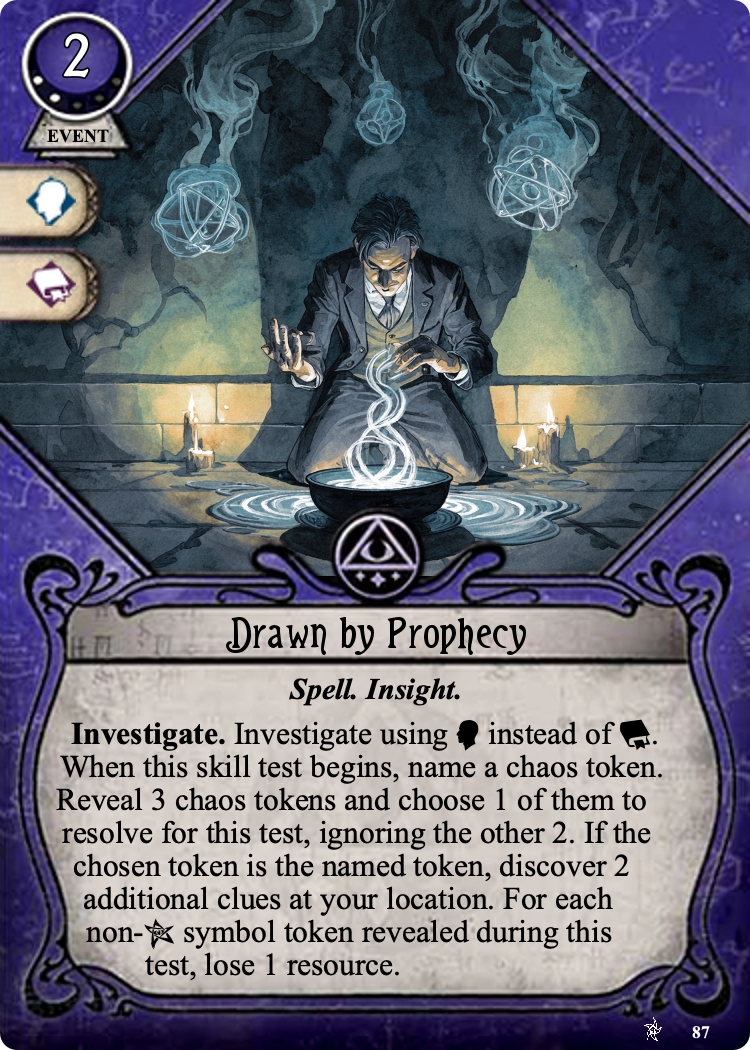 2
EVENT
Drawn by Prophecy
Spell. Insight.
Investigate. Investigate using instead of .
When this skill test begins, name a chaos token.
Reveal 3 chaos tokens and choose 1 of them to
resolve for this test, ignoring the other 2. If the
chosen token is the named token, discover 2
additional clues at your location. For each
non- symbol token revealed during this
test, lose 1 resource.
87